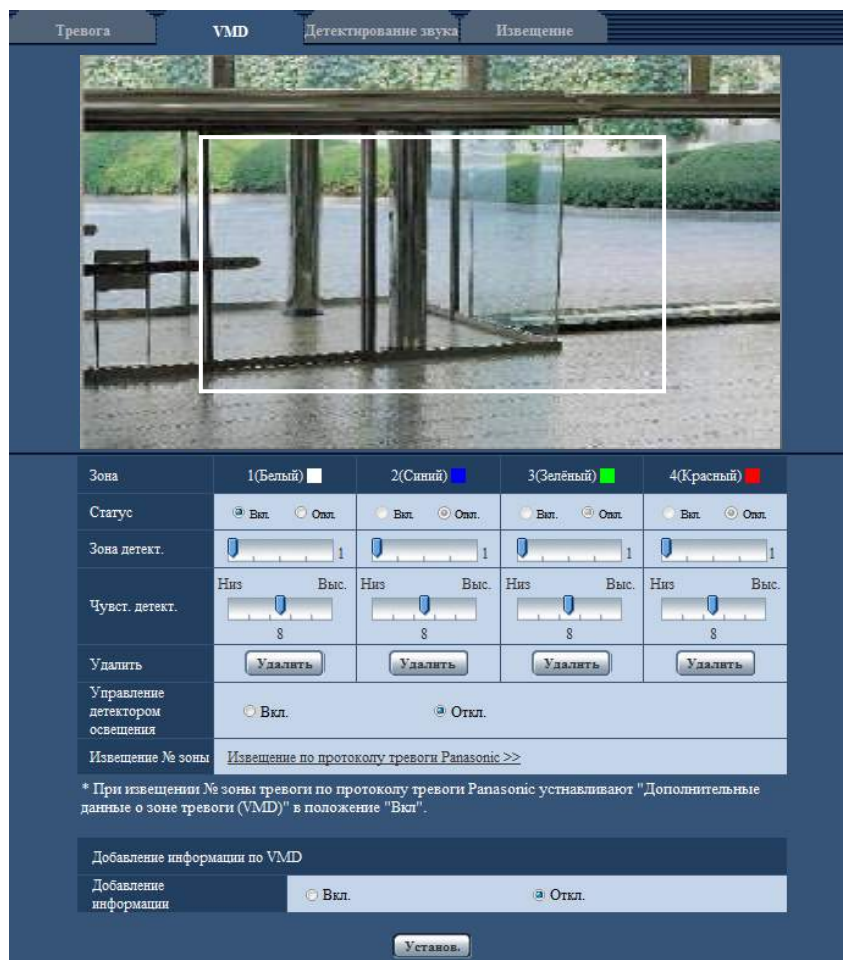 Тревога VMD Детектирование звука Извещение
Зона 1(Белый) 2(Синий) 3(Зелёный) 4(Красный)
Статус Вкл. Откл. Вкл. Откл. Вкл. Откл. Вкл. Откл.
Зона детект. 1 1 1 1
Низ Выс. Низ Выс. Низ Выс. Низ Выс.
Чувст. детект.
8 8 8 8
Удалить Удалить Удалить Удалить Удалить
Управление
детектором
освещения
Вкл. Откл.
Извещение № зоны Извещение по протоколу тревоги Panasonic >>
* При извещении № зоны тревоги по протоколу тревоги Panasonic устнавливают "Дополнительные
данные о зоне тревоги (VMD)" в положение "Вкл".
Добавление информации по VMD
Добавление
информации
Вкл. Откл.
Установ.